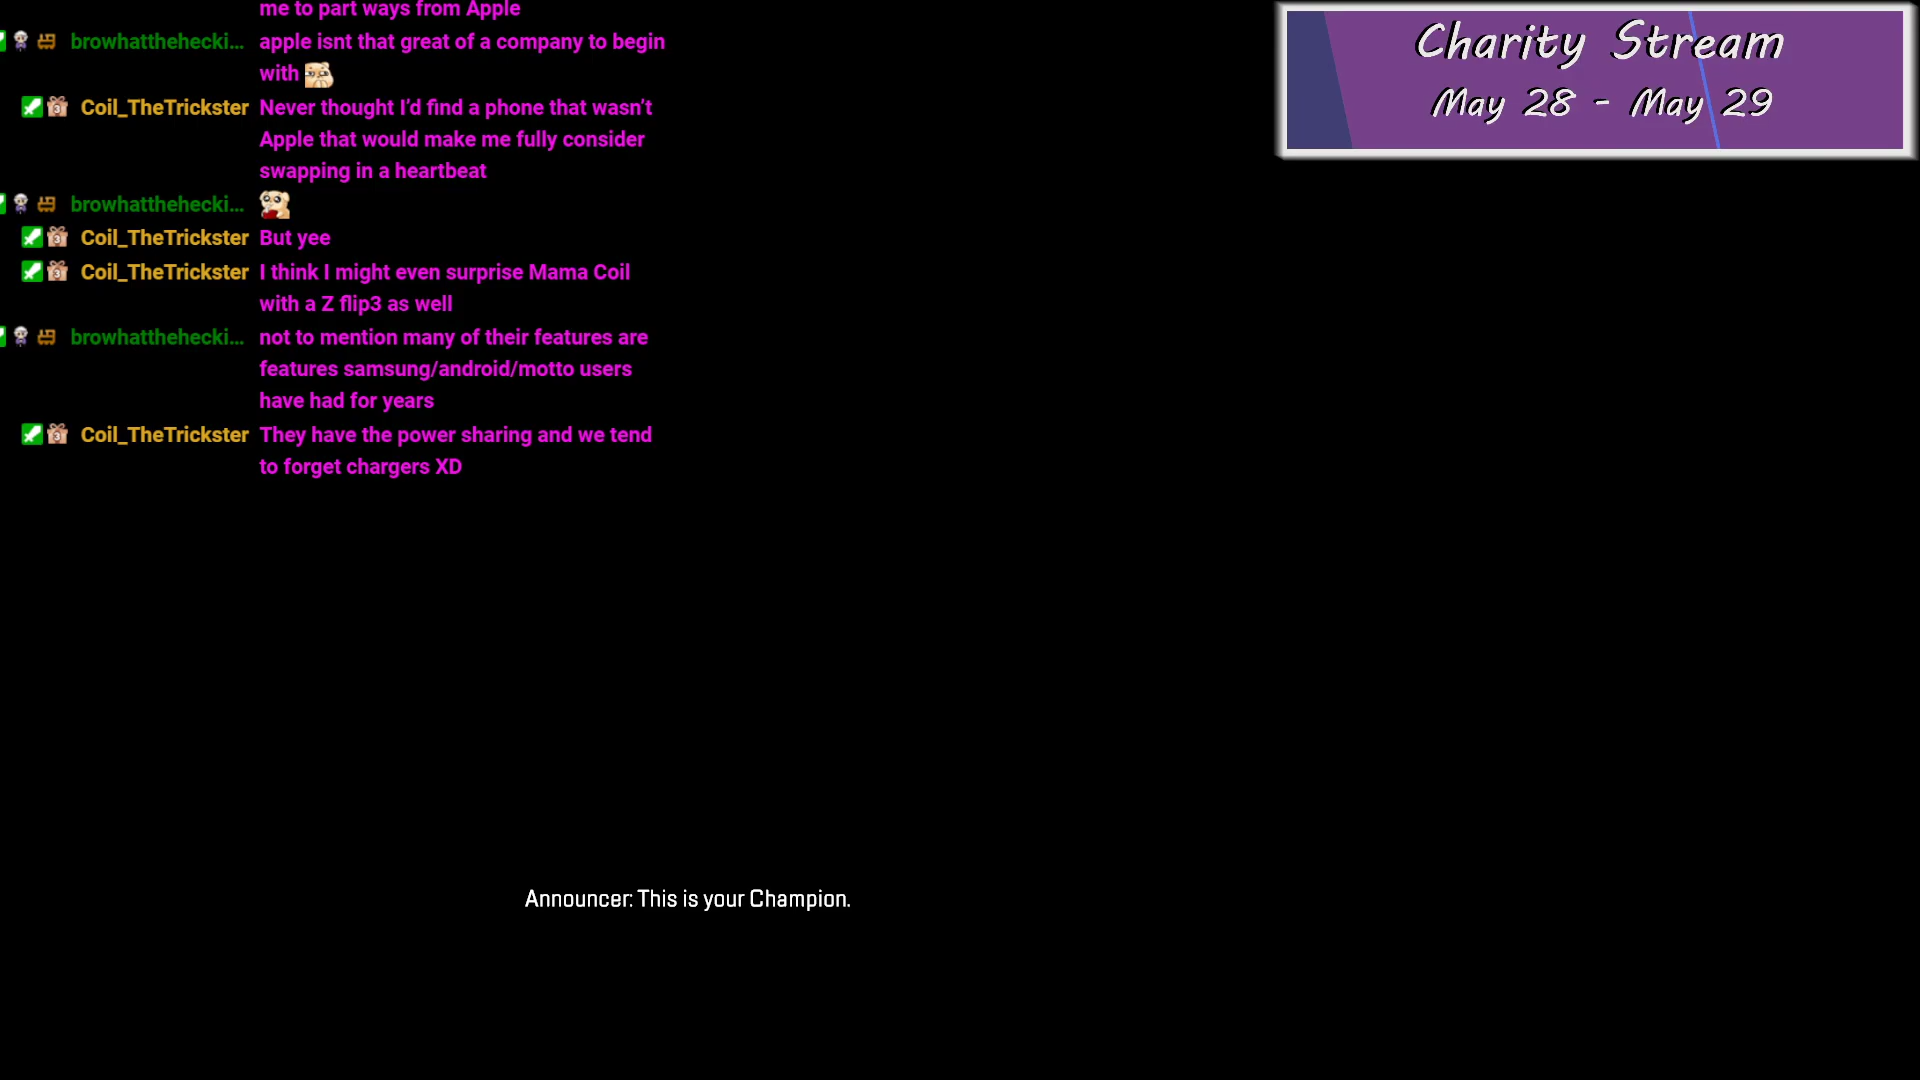 me to part ways from Apple
browhatthehecki... apple isnt that great of a company to begin
with
Coil_TheTrickster Never thought I'd find a phone that wasn't
Apple that would make me fully consider
swapping in a heartbeat
browhatthehecki...
Coil_TheTrickster But yee
Coil_TheTrickster I think I might even surprise Mama Coil
with a Z flip3 as well
browhatthehecki... not to mention many of their features are
features samsung/android/motto users
have had for years
Coil_TheTrickster They have the power sharing and we tend
to forget chargers XD
Charity Stream
May 28 - May 29
Announcer: This is your Champion.